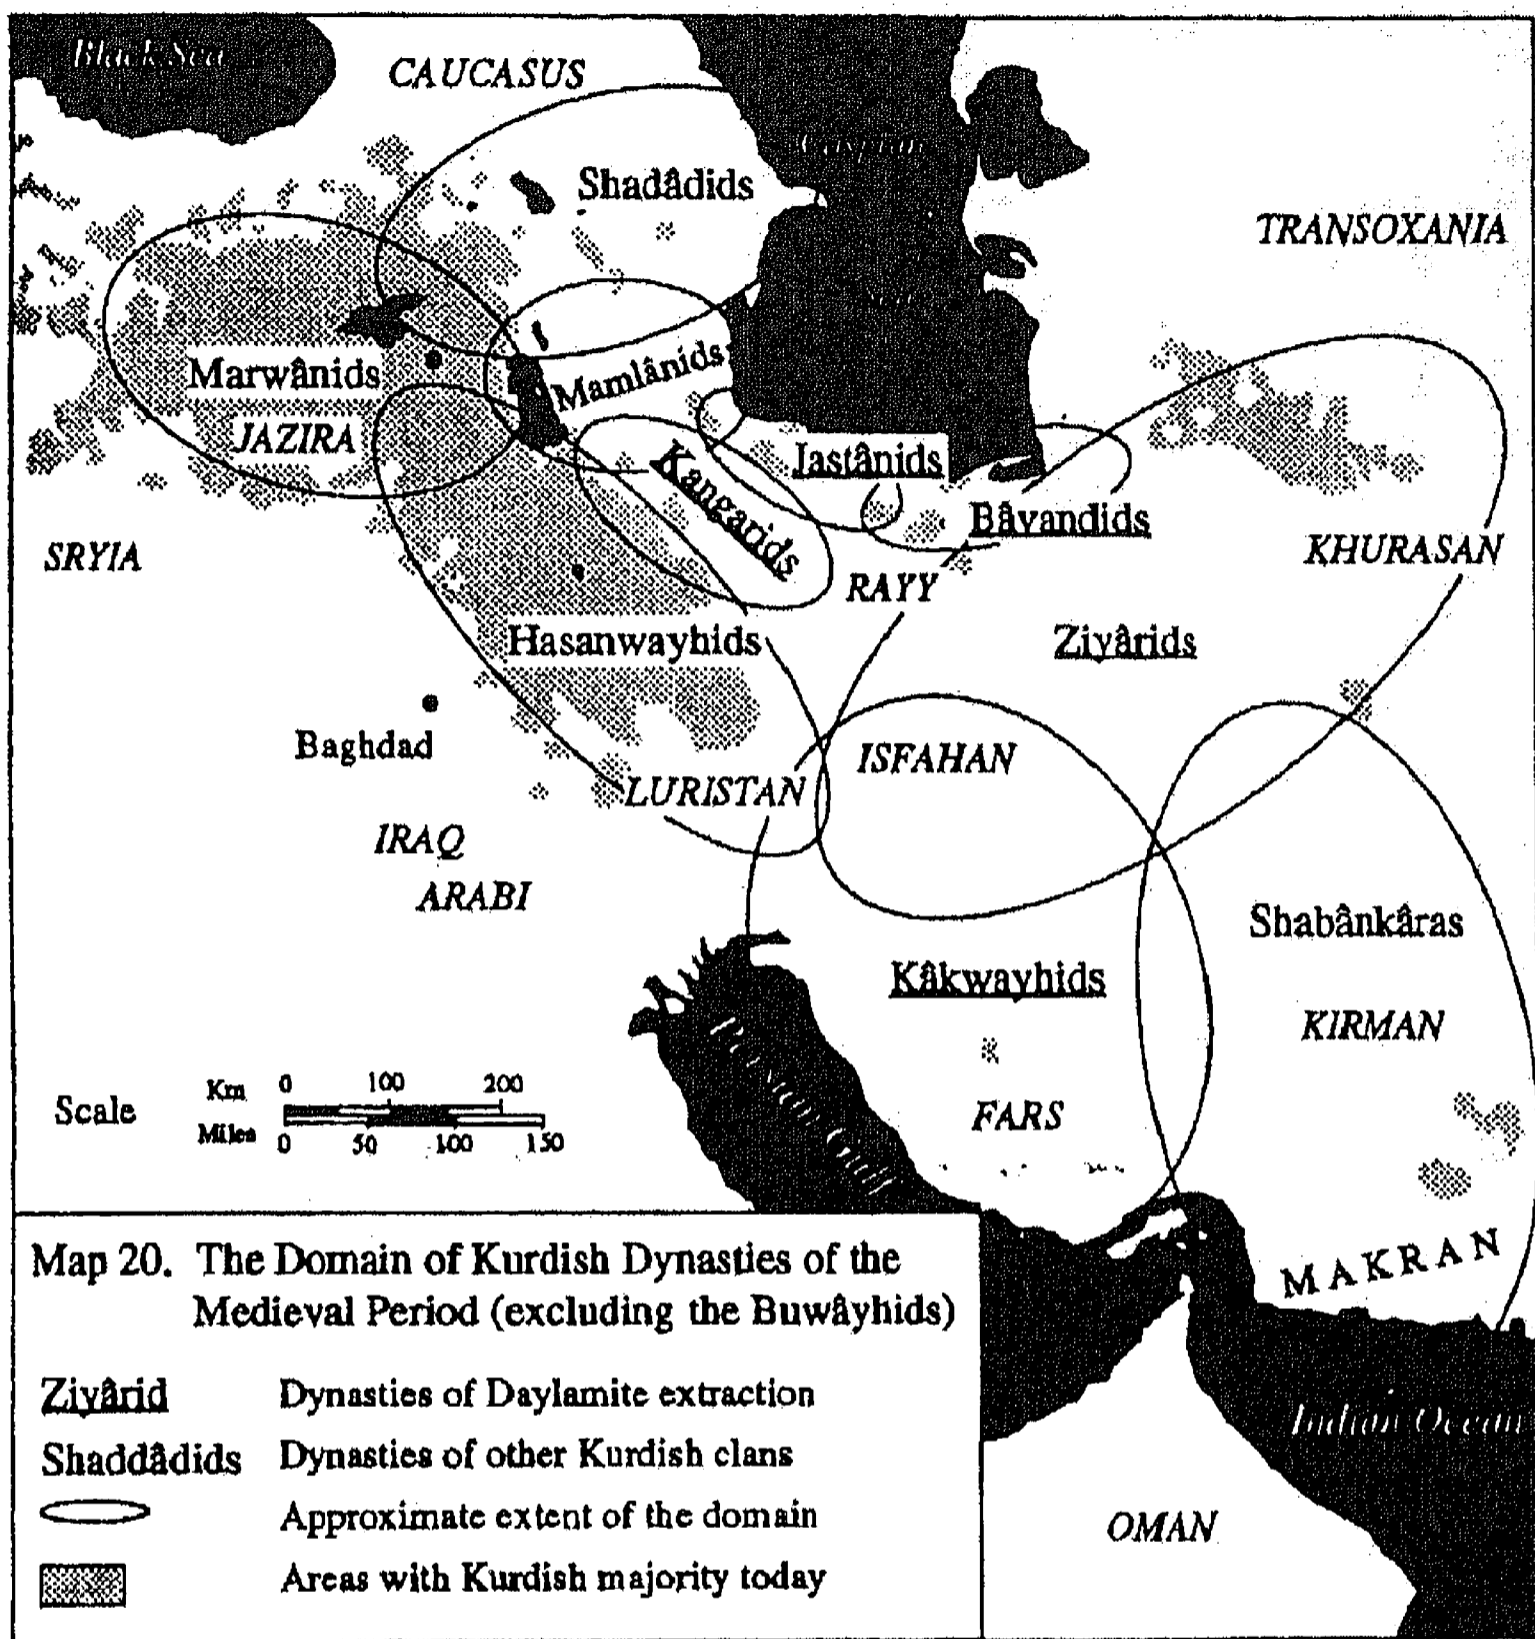 Black Sea
CAUCASUS
Caspian
Shadâdids
TRANSOXANIA
Sea
Marwânids
Mamlânids
JAZIRA
Jastânids
Kangarids
Bâvandids
SRYIA
KHURASAN
RAYY
Hasanwayhids
Ziyârids
Baghdad
ISFAHAN
LURISTAN
IRAQ
ARABI
Shabânkâras
Kâkwayhids
KIRMAN
Persian Gulf
FARS
Scale
Km 0 100 200
Miles 0 50 100 150
MAKRAN
Map 20. The Domain of Kurdish Dynasties of the
Medieval Period (excluding the Buwâyhids)
Ziyârid Dynasties of Daylamite extraction
Shaddâdids Dynasties of other Kurdish clans
Approximate extent of the domain
Areas with Kurdish majority today
Indian Ocean
OMAN